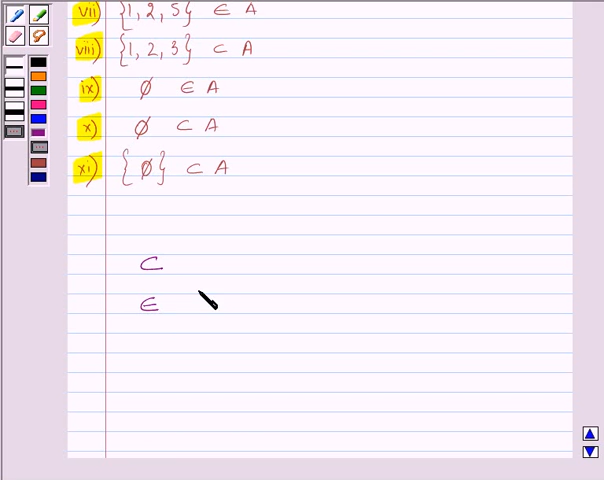 vii) {1, 2, 5} ∈ A
viii) {1, 2, 3} ⊂ A
ix) ∅ ∈ A
x) ∅ ⊂ A
xi) {∅} ⊂ A
⊂
∈